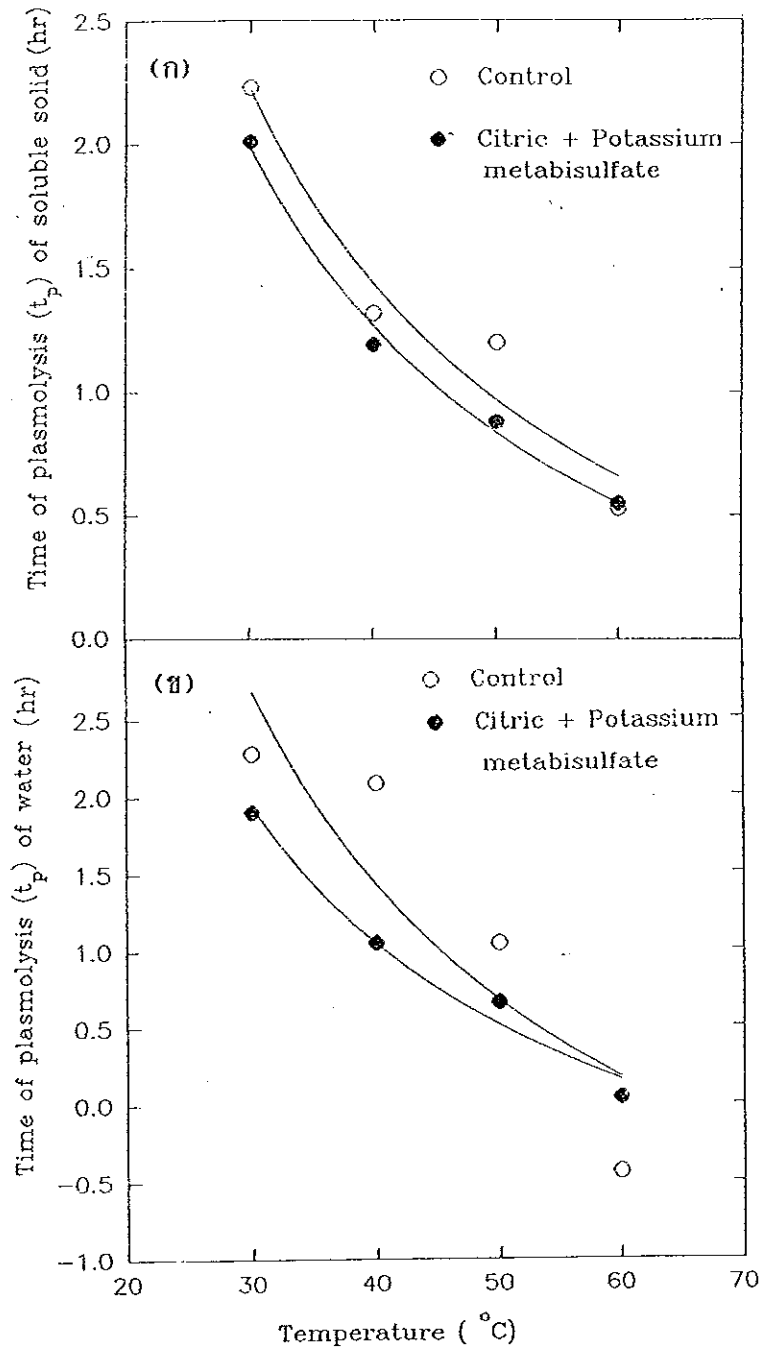 Time of plasmolysis (t_p) of soluble solid (hr)
2.5
2.0
1.5
1.0
0.5
0.0
(ก)
Control
Citric + Potassium
metabisulfate
Time of plasmolysis (t_p) of water (hr)
2.5
2.0
1.5
1.0
0.5
0.0
−0.5
−1.0
(ข)
Control
Citric + Potassium
metabisulfate
20 30 40 50 60 70
Temperature ( °C)